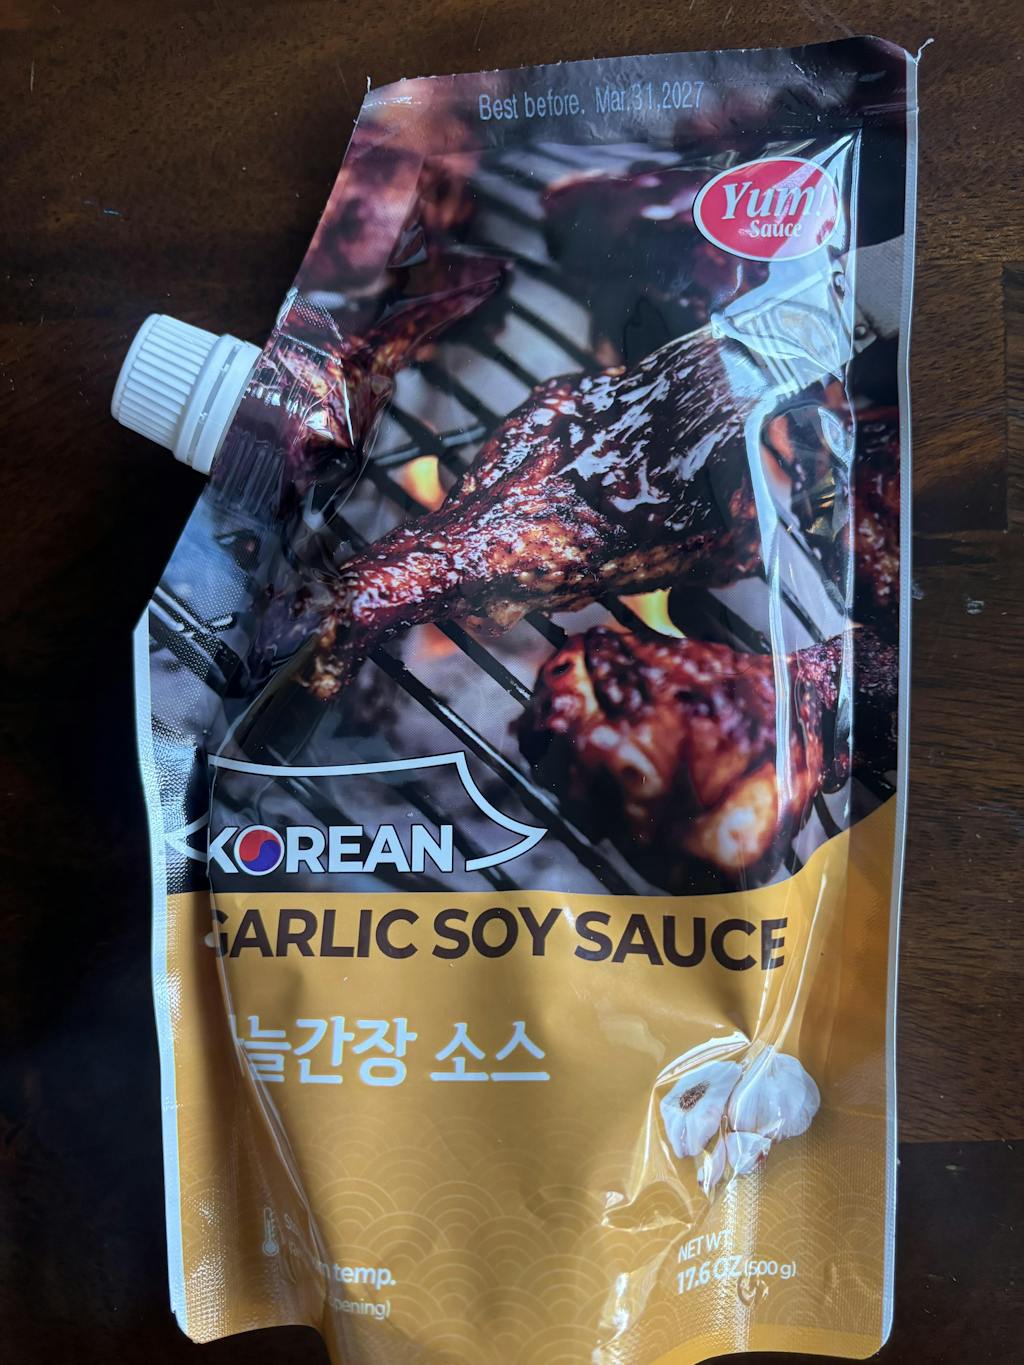 Best before. Mar.31,2027
Yum!
Sauce
KOREAN
GARLIC SOY SAUCE
늘간장 소스
temp.
NET WT.
17.6 OZ (500 g)